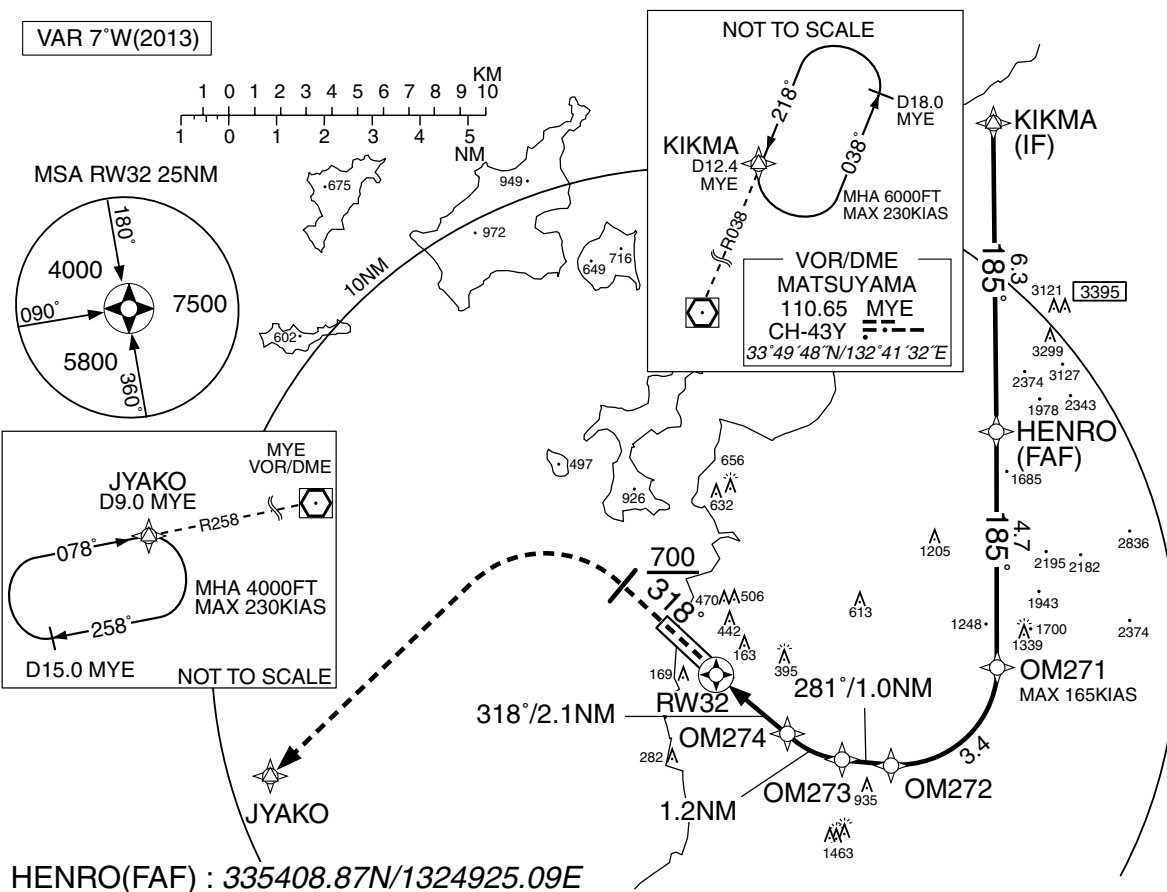 VAR 7°W(2013)
1 0 1 2 3 4 5 6 7 8 9 10
KM
1 0 1 2 3 4 5
NM
MSA RW32 25NM
180°
4000
7500
090°
5800
360°
675
949
972
649
716
602
10NM
NOT TO SCALE
218°
038°
D18.0
MYE
KIKMA
D12.4
MYE
MHA 6000FT
MAX 230KIAS
R038
VOR/DME
MATSUYAMA
110.65 MYE
CH-43Y
33°49´48˝N/132°41´32˝E
KIKMA
(IF)
185°
6.3
3121
3395
3299
3127
2374
1978
2343
HENRO
(FAF)
1685
185°
4.7
2836
2195
2182
1943
1248
1700
1339
2374
OM271
MAX 165KIAS
MYE
VOR/DME
JYAKO
D9.0 MYE
R258
078°
MHA 4000FT
MAX 230KIAS
258°
D15.0 MYE
NOT TO SCALE
497
926
656
632
1205
700
318°
470
506
442
163
613
395
169
RW32
281°/1.0NM
318°/2.1NM
OM274
282
3.4
OM273
935
OM272
1.2NM
1463
JYAKO
HENRO(FAF) : 335408.87N/1324925.09E